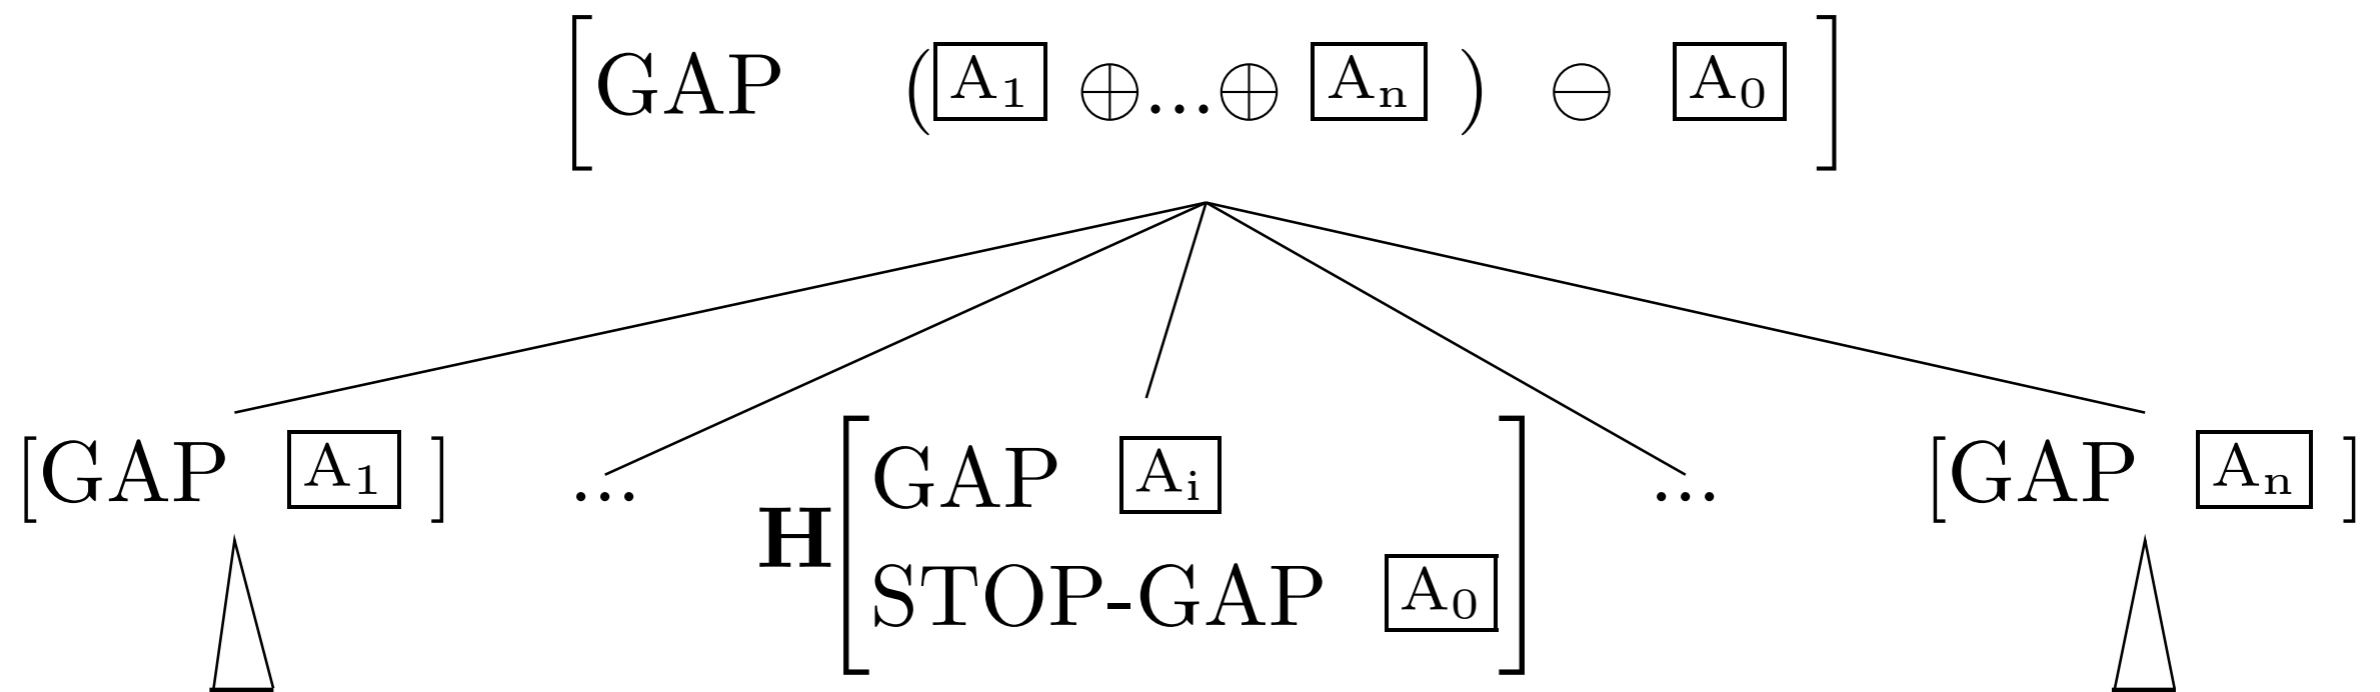 [GAP (A₁ ⊕...⊕ Aₙ) ⊖ A₀]
[GAP A₁] ... H[GAP Aᵢ ... [GAP Aₙ]
STOP-GAP A₀]